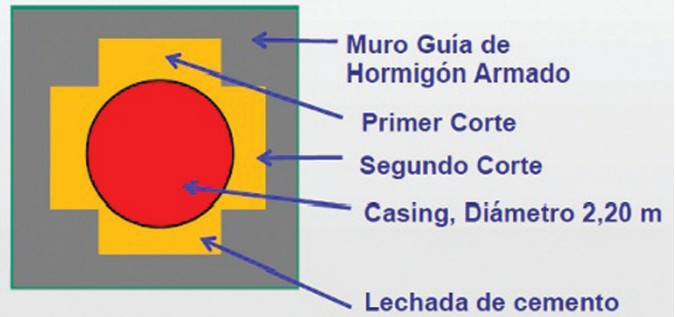 Muro Guía de
Hormigón Armado
Primer Corte
Segundo Corte
Casing, Diámetro 2,20 m
Lechada de cemento